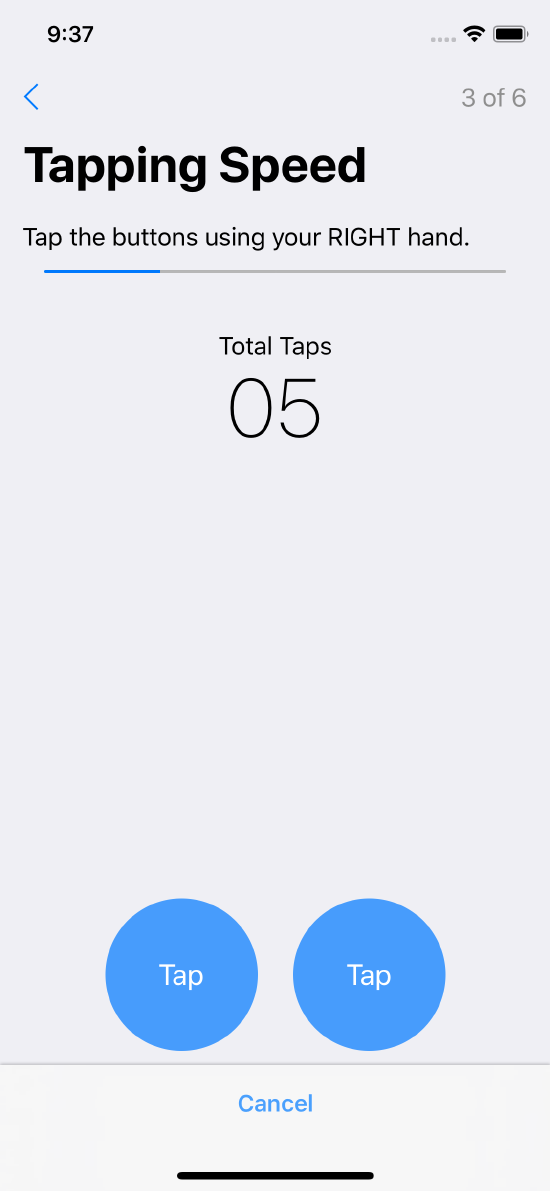 9:37
3 of 6
Tapping Speed
Tap the buttons using your RIGHT hand.
Total Taps
05
Tap Tap
Cancel